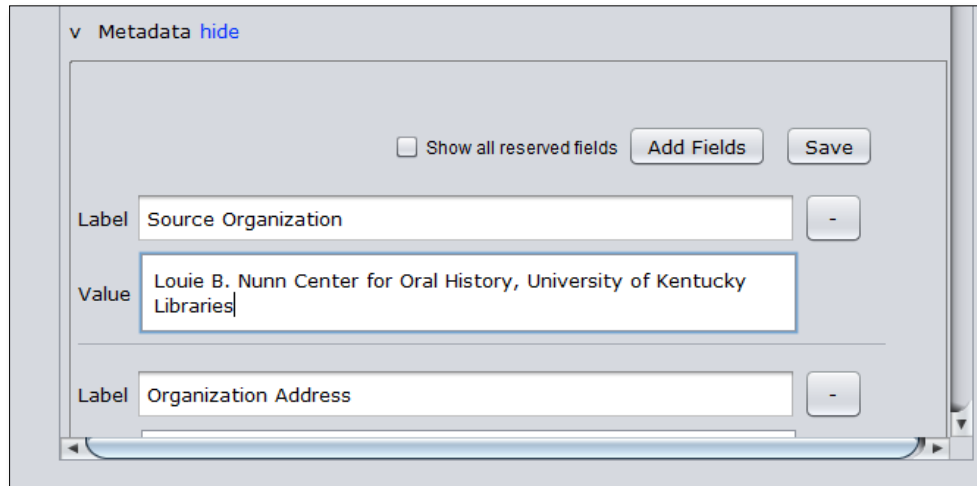 v Metadata hide
Show all reserved fields Add Fields Save
Label Source Organization -
Value Louie B. Nunn Center for Oral History, University of Kentucky
Libraries
Label Organization Address -